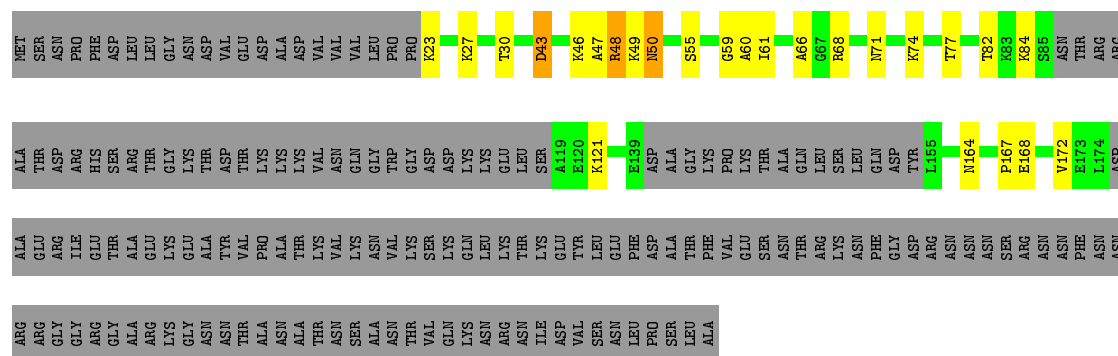 MET SER ASN PRO PHE ASP LEU LEU GLY ASN ASP VAL GLU ASP ALA ASP VAL VAL VAL LEU PRO PRO K23 K27 T30 D43 K46 A47 R48 K49 N50 S55 G59 A60 I61 A66 G67 R68 N71 K74 T77 T82 K83 K84 S85 ASN THR ARG ARG
ALA THR ASP ARG HIS SER ARG THR GLY LYS THR ASP THR LYS LYS LYS VAL ASN GLN GLY TRP GLY ASP ASP LYS LYS GLU LEU SER A119 E120 K121 E139 ASP ALA GLY LYS PRO LYS THR ALA GLN LEU SER LEU GLN ASP TYR L155 N164 P167 E168 V172 E173 L174 ASP
ALA GLU ARG ILE GLU THR ALA GLU LYS GLU ALA TYR VAL PRO ALA THR LYS VAL LYS ASN VAL LYS SER LYS GLN LEU LYS THR LYS GLU TYR LEU GLU PHE ASP ALA THR PHE VAL GLU SER ASN THR ARG LYS ASN PHE GLY ASP ARG ASN ASN ASN SER ARG ASN ASN PHE ASN ASN
ARG ARG GLY GLY ARG GLY ALA ARG LYS GLY ASN ASN THR ALA ASN ALA THR ASN SER ALA ASN THR VAL GLN LYS ASN ARG ASN ILE ASP VAL SER ASN LEU PRO SER LEU ALA